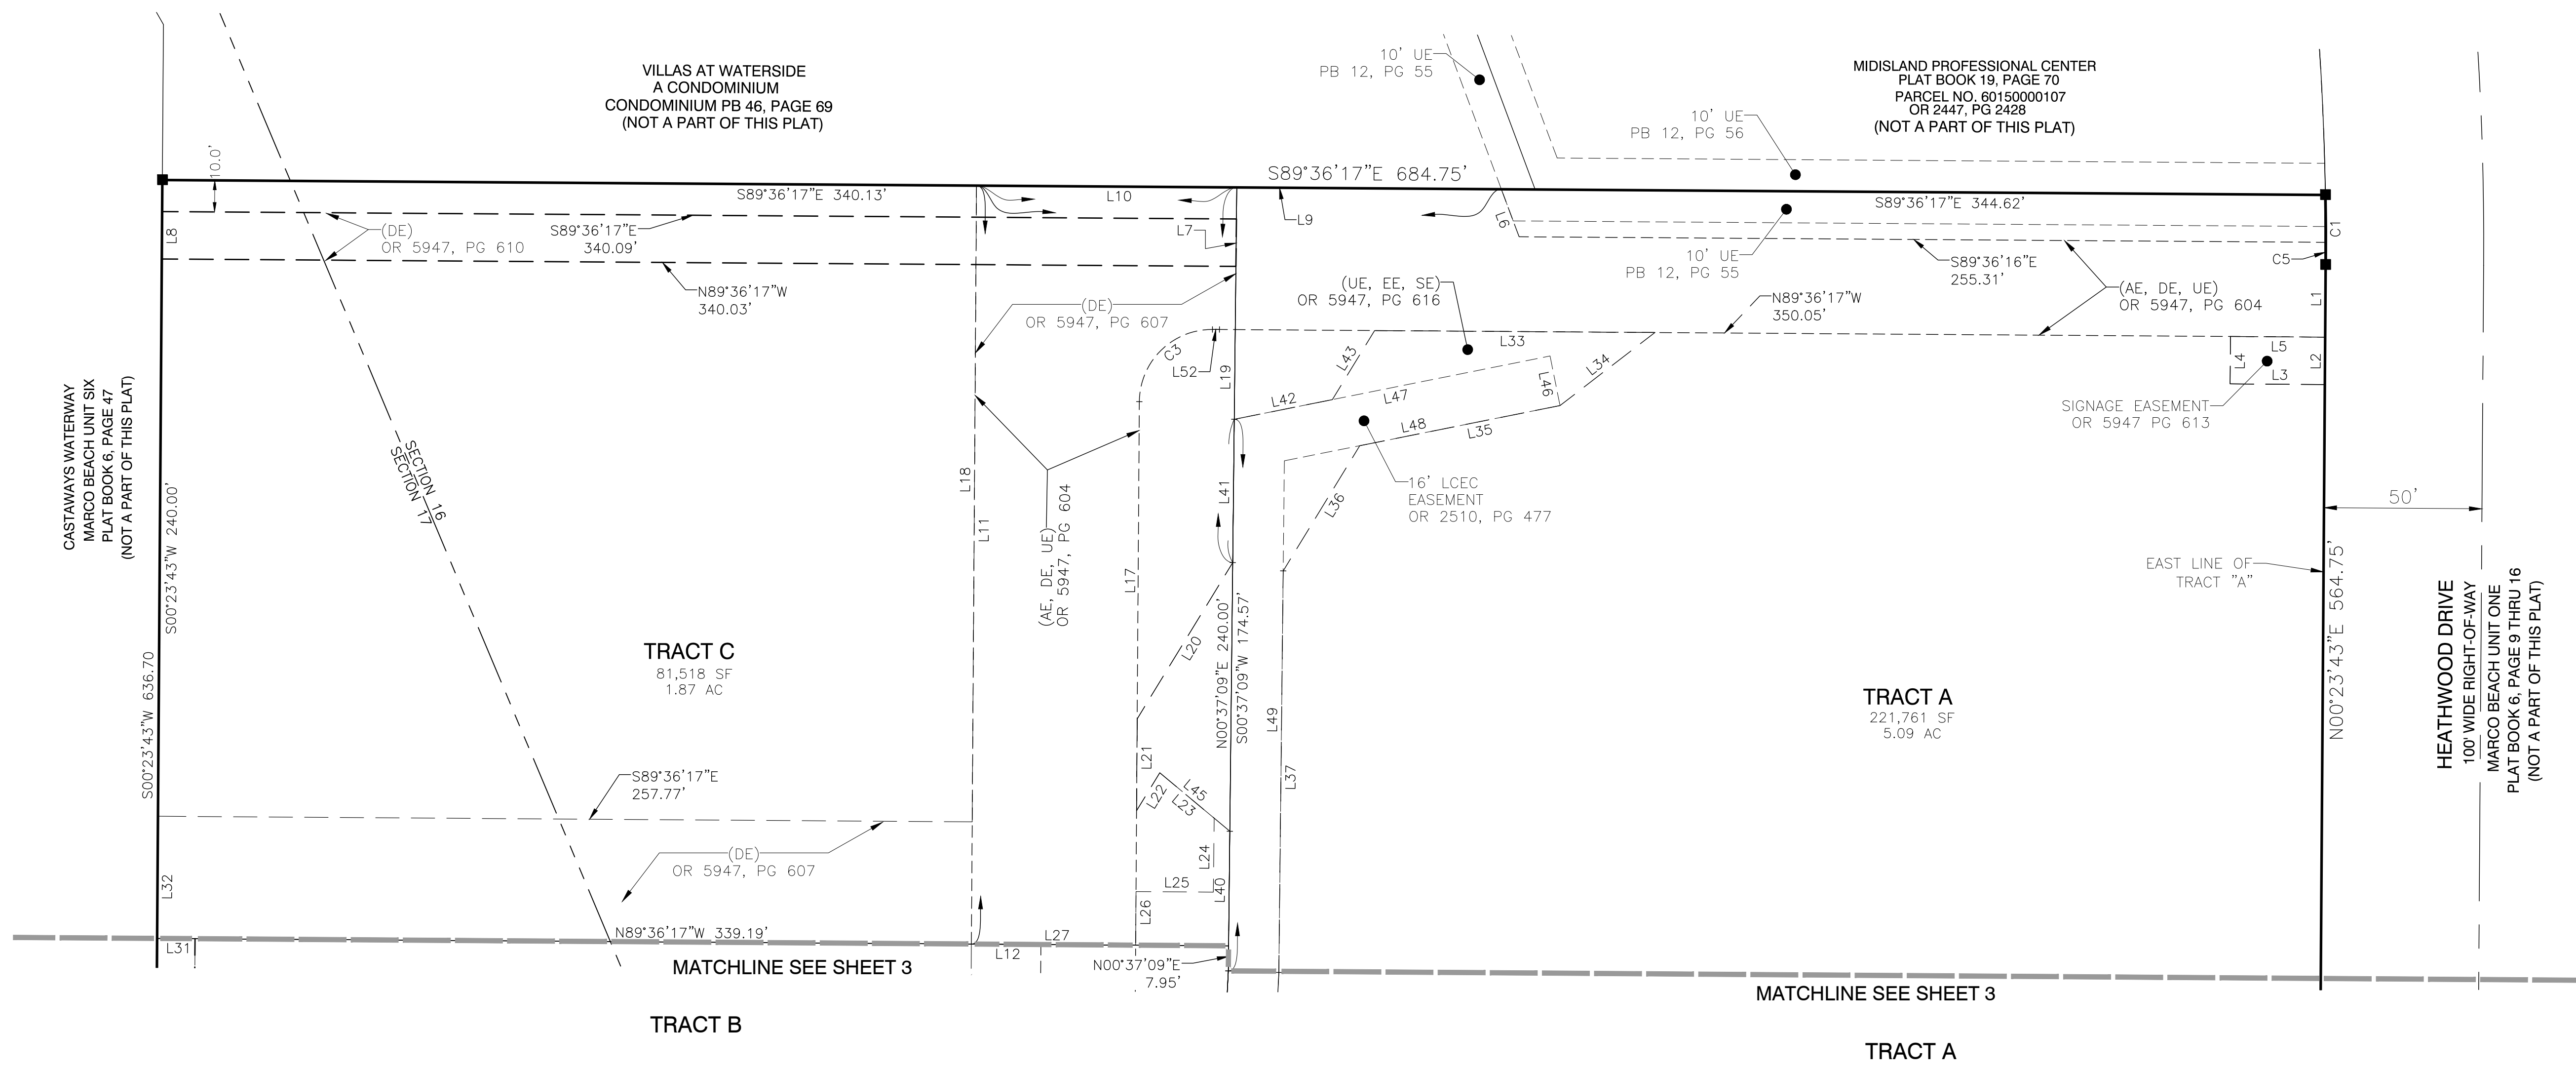 VILLAS AT WATERSIDE
A CONDOMINIUM
CONDOMINIUM PB 46, PAGE 69
(NOT A PART OF THIS PLAT)
10' UE
PB 12, PG 55
10' UE
PB 12, PG 56
MIDISLAND PROFESSIONAL CENTER
PLAT BOOK 19, PAGE 70
PARCEL NO. 60150000107
OR 2447, PG 2428
(NOT A PART OF THIS PLAT)
10.0'
S89°36'17"E 684.75'
S89°36'17"E 340.13'
L10
L9
L6
S89°36'17"E 344.62'
C1
L8
(DE)
OR 5947, PG 610
S89°36'17"E
340.09'
L7
10' UE
PB 12, PG 55
S89°36'16"E
255.31'
C5
N89°36'17"W
340.03'
(DE)
OR 5947, PG 607
(UE, EE, SE)
OR 5947, PG 616
N89°36'17"W
350.05'
(AE, DE, UE)
OR 5947, PG 604
L1
C3
L52
L19
L43
L33
L34
L46
L42
L47
L48
L35
L4
L5
L3
L2
SIGNAGE EASEMENT
OR 5947 PG 613
CASTAWAYS WATERWAY
MARCO BEACH UNIT SIX
PLAT BOOK 6, PAGE 47
(NOT A PART OF THIS PLAT)
S00°23'43"W 240.00'
S00°23'43"W 636.70
SECTION 16
SECTION 17
L18
L11
(AE, DE, UE)
OR 5947, PG 604
L17
L41
L36
16' LCEC
EASEMENT
OR 2510, PG 477
50'
EAST LINE OF
TRACT "A"
N00°23'43"E 564.75'
HEATHWOOD DRIVE
100' WIDE RIGHT-OF-WAY
MARCO BEACH UNIT ONE
PLAT BOOK 6, PAGE 9 THRU 16
(NOT A PART OF THIS PLAT)
TRACT C
81,518 SF
1.87 AC
L20
N00°37'09"E 240.00'
S00°37'09"W 174.57'
L49
L37
TRACT A
221,761 SF
5.09 AC
S89°36'17"E
257.77'
L21
L22
L45
L23
(DE)
OR 5947, PG 607
L24
L25
L26
L40
L32
L31
N89°36'17"W 339.19'
L27
L12
N00°37'09"E
7.95'
MATCHLINE SEE SHEET 3
MATCHLINE SEE SHEET 3
TRACT B
TRACT A